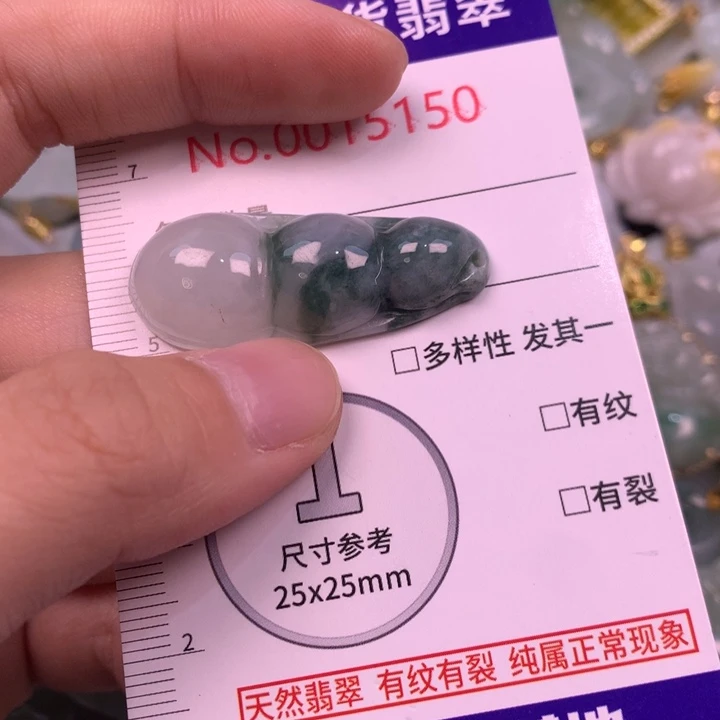 货翡翠
No.0015150
7
5
多样性 发其一
有纹
有裂
1
尺寸参考
25x25mm
2
天然翡翠 有纹有裂 纯属正常现象